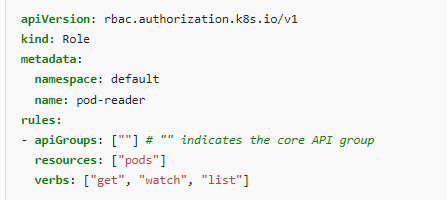 apiVersion: rbac.authorization.k8s.io/v1
kind: Role
metadata:
  namespace: default
  name: pod-reader
rules:
- apiGroups: [""] # "" indicates the core API group
  resources: ["pods"]
  verbs: ["get", "watch", "list"]